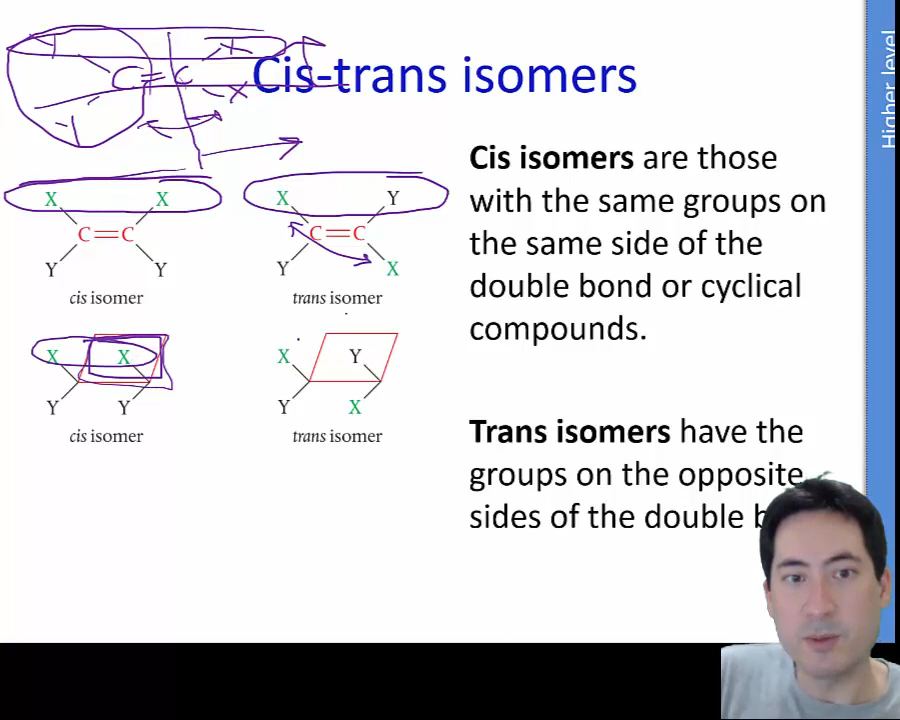 Y X
C = C
Y X
Cis-trans isomers
Higher level
X X X Y
C=C C=C
Y Y Y X
cis isomer trans isomer
X X X Y
Y Y Y X
cis isomer trans isomer
Cis isomers are those
with the same groups on
the same side of the
double bond or cyclical
compounds.
Trans isomers have the
groups on the opposite
sides of the double